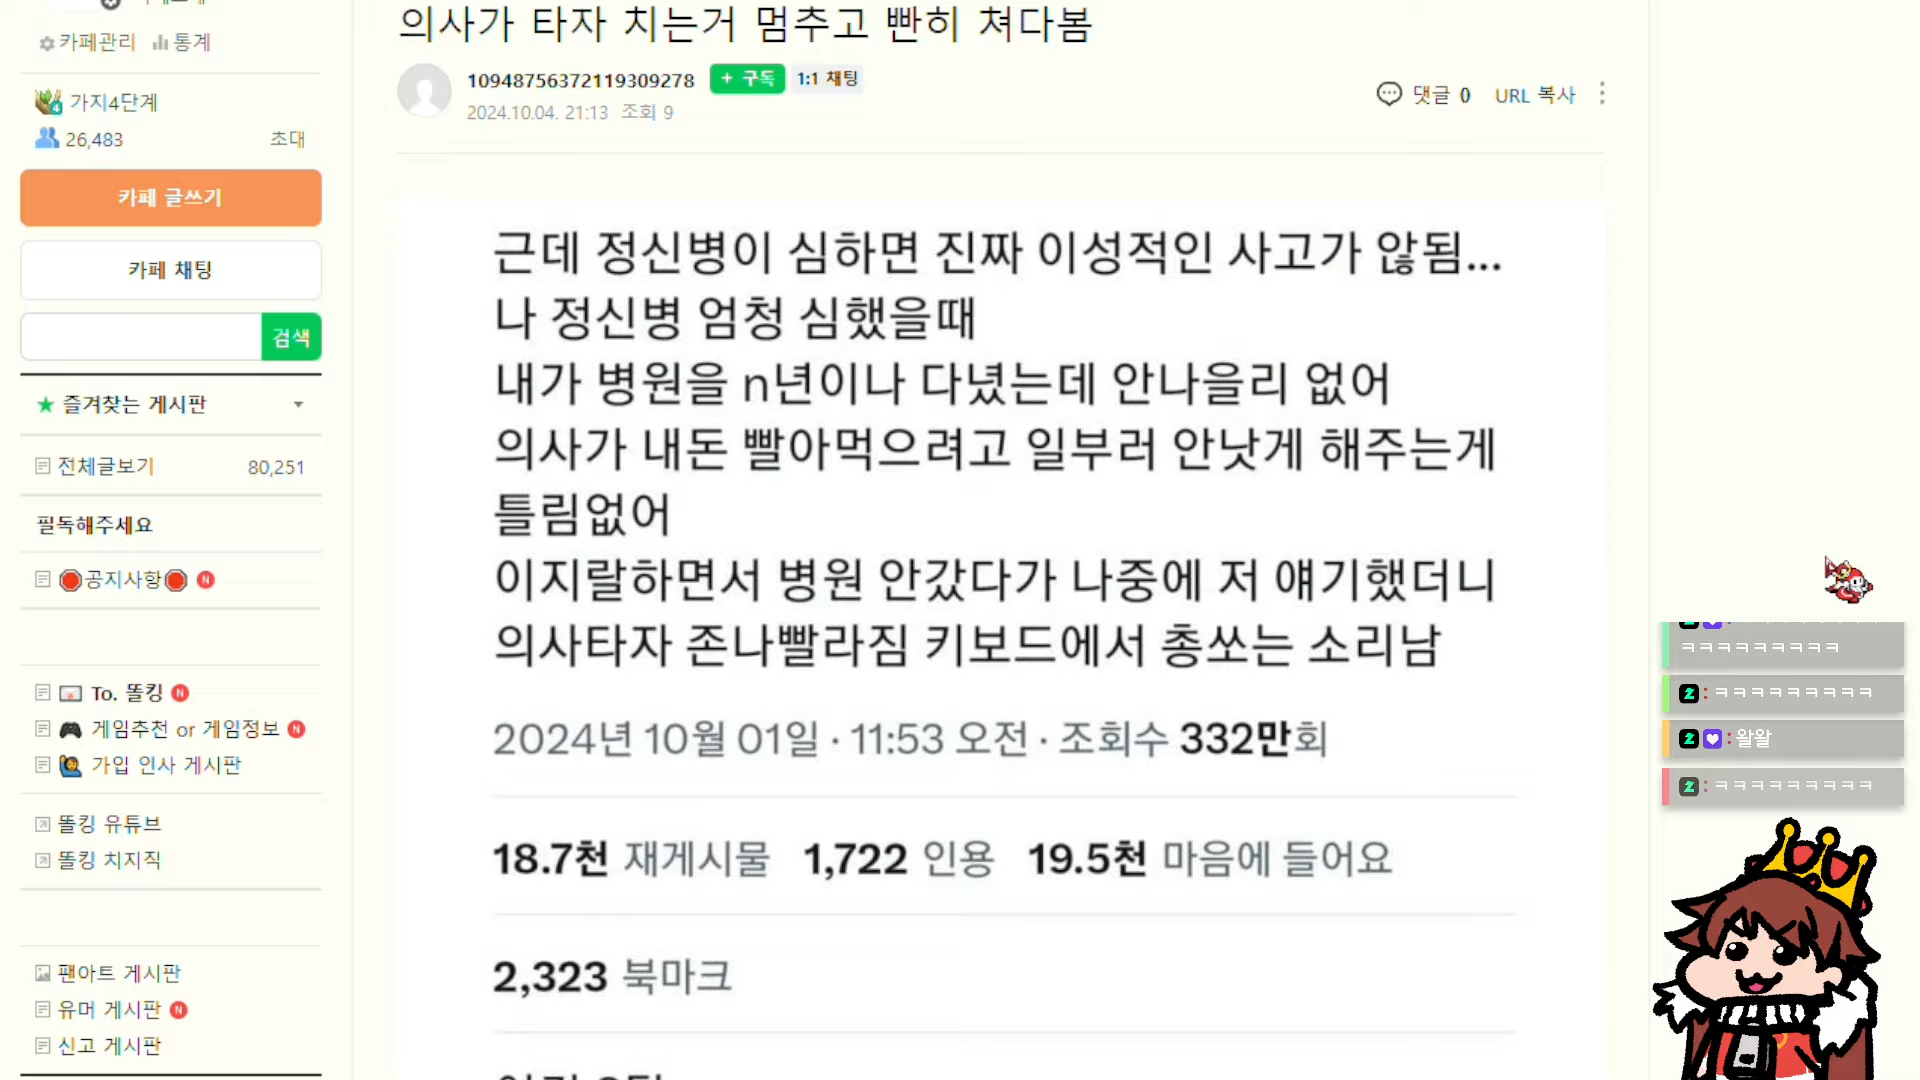 의사가 타자 치는거 멈추고 빤히 쳐다봄
카페관리 통계
10948756372119309278 + 구독 1:1 채팅
2024.10.04. 21:13 조회 9
댓글 0 URL 복사
가지4단계
26,483 초대
카페 글쓰기
카페 채팅
검색
즐겨찾는 게시판
전체글보기 80,251
필독해주세요
공지사항 N
To. 똘킹 N
게임추천 or 게임정보 N
가입 인사 게시판
똘킹 유튜브
똘킹 치지직
팬아트 게시판
유머 게시판 N
신고 게시판
근데 정신병이 심하면 진짜 이성적인 사고가 않됨...
나 정신병 엄청 심했을때
내가 병원을 n년이나 다녔는데 안나을리 없어
의사가 내돈 빨아먹으려고 일부러 안낫게 해주는게
틀림없어
이지랄하면서 병원 안갔다가 나중에 저 얘기했더니
의사타자 존나빨라짐 키보드에서 총쏘는 소리남
2024년 10월 01일 · 11:53 오전 · 조회수 332만회
18.7천 재게시물 1,722 인용 19.5천 마음에 들어요
2,323 북마크
ㅋㅋㅋㅋㅋㅋㅋㅋㅋ
: ㅋㅋㅋㅋㅋㅋㅋㅋㅋ
: 왈왈
: ㅋㅋㅋㅋㅋㅋㅋㅋㅋ